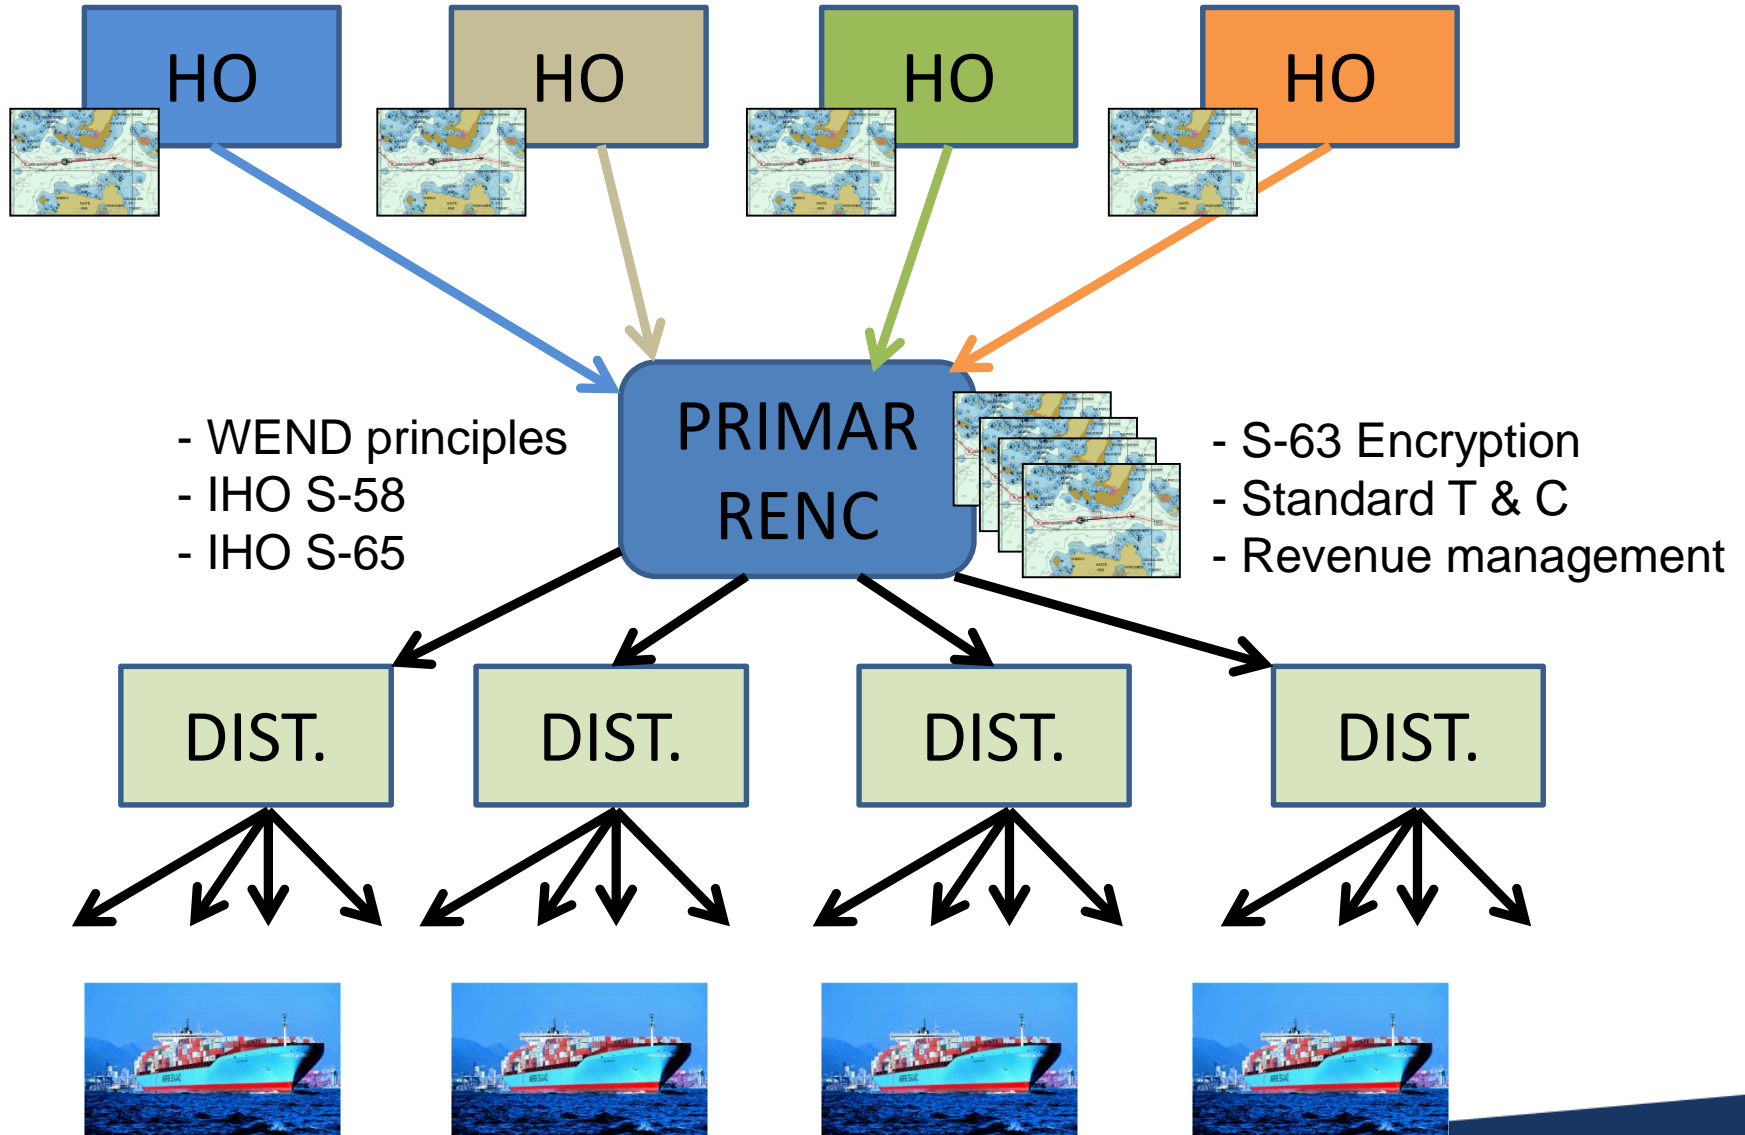 HO
HO
HO
HO
PRIMAR
RENC
- WEND principles
- IHO S-58
- IHO S-65
- S-63 Encryption
- Standard T & C
- Revenue management
DIST.
DIST.
DIST.
DIST.